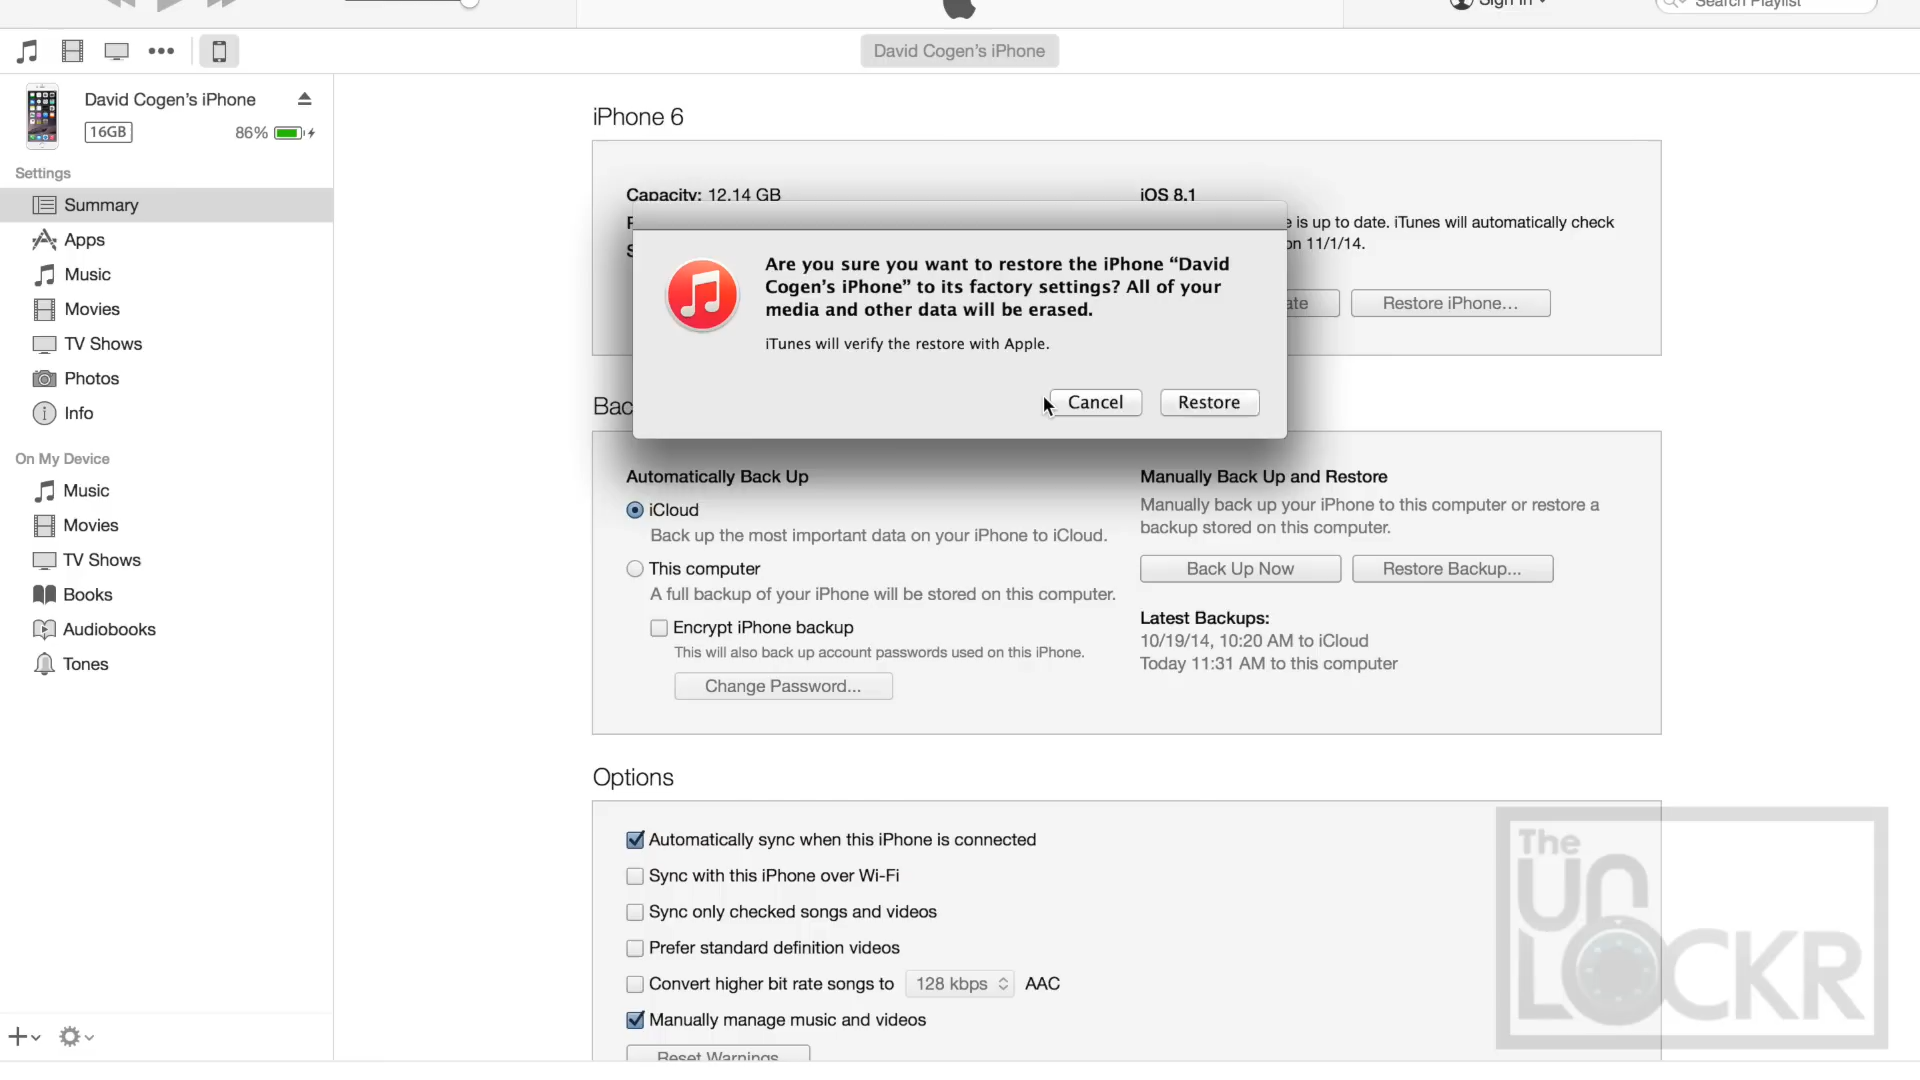 Sign In
Search Playlist
David Cogen's iPhone
David Cogen's iPhone
16GB
86%
Settings
Summary
Apps
Music
Movies
TV Shows
Photos
Info
On My Device
Music
Movies
TV Shows
Books
Audiobooks
Tones
iPhone 6
Capacity: 12.14 GB
iOS 8.1
is up to date. iTunes will automatically check
on 11/1/14.
Restore iPhone...
Are you sure you want to restore the iPhone “David
Cogen's iPhone” to its factory settings? All of your
media and other data will be erased.
iTunes will verify the restore with Apple.
Cancel
Restore
Bac
Automatically Back Up
iCloud
Back up the most important data on your iPhone to iCloud.
This computer
A full backup of your iPhone will be stored on this computer.
Encrypt iPhone backup
This will also back up account passwords used on this iPhone.
Change Password...
Manually Back Up and Restore
Manually back up your iPhone to this computer or restore a
backup stored on this computer.
Back Up Now
Restore Backup...
Latest Backups:
10/19/14, 10:20 AM to iCloud
Today 11:31 AM to this computer
Options
Automatically sync when this iPhone is connected
Sync with this iPhone over Wi-Fi
Sync only checked songs and videos
Prefer standard definition videos
Convert higher bit rate songs to 128 kbps AAC
Manually manage music and videos
Reset Warnings
The
UN
LOCKR